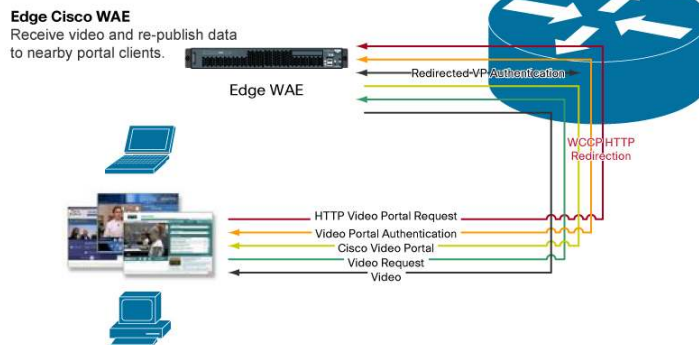 Edge Cisco WAE
Receive video and re-publish data
to nearby portal clients.
Edge WAE
Redirected VP Authentication
WCCP/HTTP
Redirection
HTTP Video Portal Request
Video Portal Authentication
Cisco Video Portal
Video Request
Video